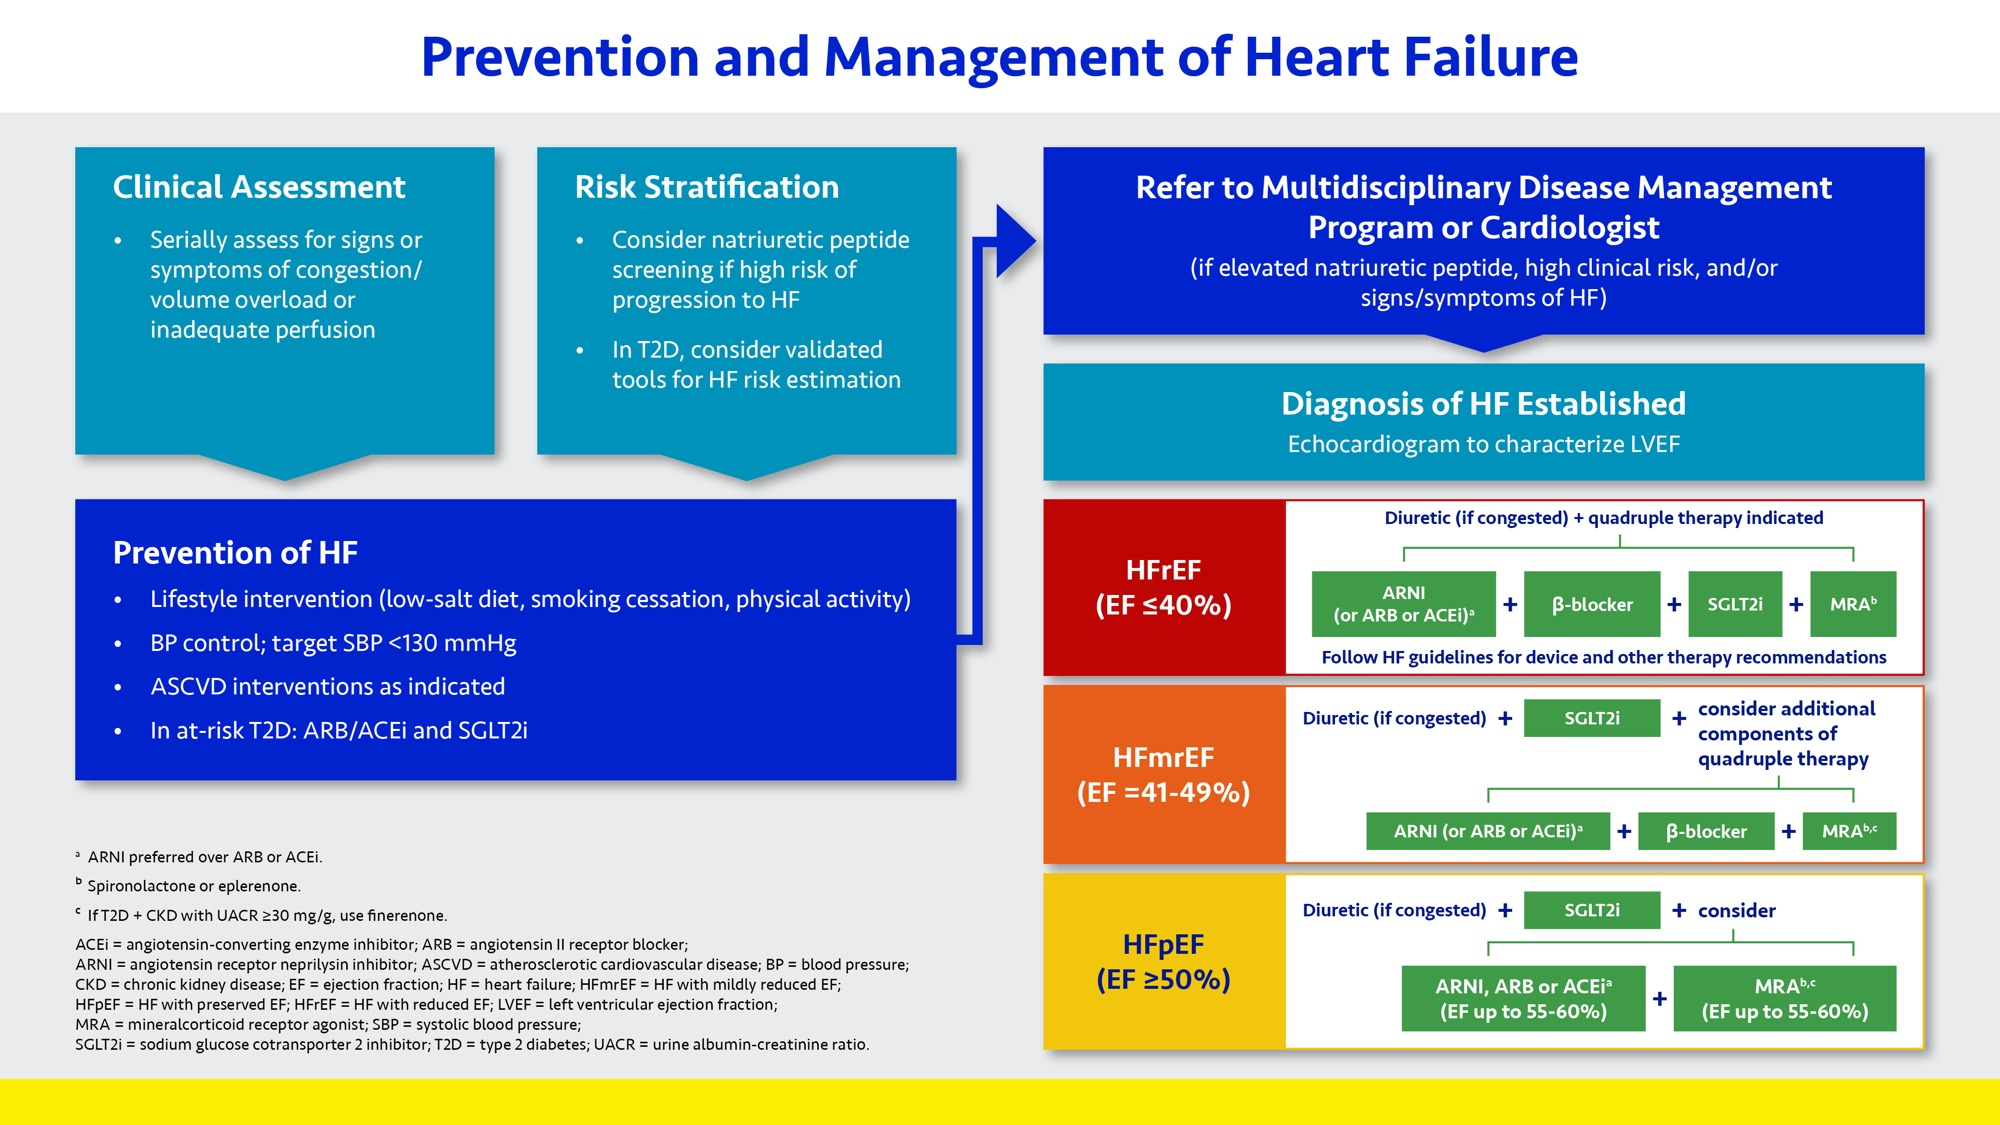 Prevention and Management of Heart Failure
Clinical Assessment
• Serially assess for signs or
symptoms of congestion/
volume overload or
inadequate perfusion
Risk Stratification
• Consider natriuretic peptide
screening if high risk of
progression to HF
• In T2D, consider validated
tools for HF risk estimation
Prevention of HF
• Lifestyle intervention (low-salt diet, smoking cessation, physical activity)
• BP control; target SBP <130 mmHg
• ASCVD interventions as indicated
• In at-risk T2D: ARB/ACEi and SGLT2i
Refer to Multidisciplinary Disease Management
Program or Cardiologist
(if elevated natriuretic peptide, high clinical risk, and/or
signs/symptoms of HF)
Diagnosis of HF Established
Echocardiogram to characterize LVEF
HFrEF
(EF ≤40%)
Diuretic (if congested) + quadruple therapy indicated
ARNI
(or ARB or ACEi)ᵃ + β-blocker + SGLT2i + MRAᵇ
Follow HF guidelines for device and other therapy recommendations
HFmrEF
(EF =41-49%)
Diuretic (if congested) + SGLT2i + consider additional
components of
quadruple therapy
ARNI (or ARB or ACEi)ᵃ + β-blocker + MRAᵇ,ᶜ
HFpEF
(EF ≥50%)
Diuretic (if congested) + SGLT2i + consider
ARNI, ARB or ACEiᵃ
(EF up to 55-60%)
+
MRAᵇ,ᶜ
(EF up to 55-60%)
ᵃ ARNI preferred over ARB or ACEi.
ᵇ Spironolactone or eplerenone.
ᶜ If T2D + CKD with UACR ≥30 mg/g, use finerenone.
ACEi = angiotensin-converting enzyme inhibitor; ARB = angiotensin II receptor blocker;
ARNI = angiotensin receptor neprilysin inhibitor; ASCVD = atherosclerotic cardiovascular disease; BP = blood pressure;
CKD = chronic kidney disease; EF = ejection fraction; HF = heart failure; HFmrEF = HF with mildly reduced EF;
HFpEF = HF with preserved EF; HFrEF = HF with reduced EF; LVEF = left ventricular ejection fraction;
MRA = mineralcorticoid receptor agonist; SBP = systolic blood pressure;
SGLT2i = sodium glucose cotransporter 2 inhibitor; T2D = type 2 diabetes; UACR = urine albumin-creatinine ratio.